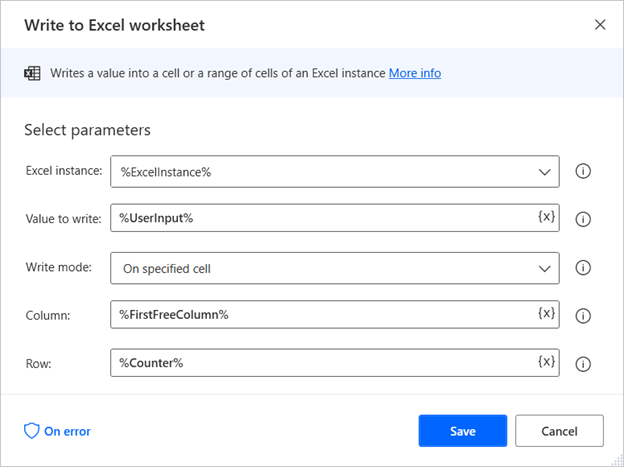 Write to Excel worksheet
Writes a value into a cell or a range of cells of an Excel instance More info
Select parameters
Excel instance: %ExcelInstance%
Value to write: %UserInput% {x}
Write mode: On specified cell
Column: %FirstFreeColumn% {x}
Row: %Counter% {x}
On error Save Cancel